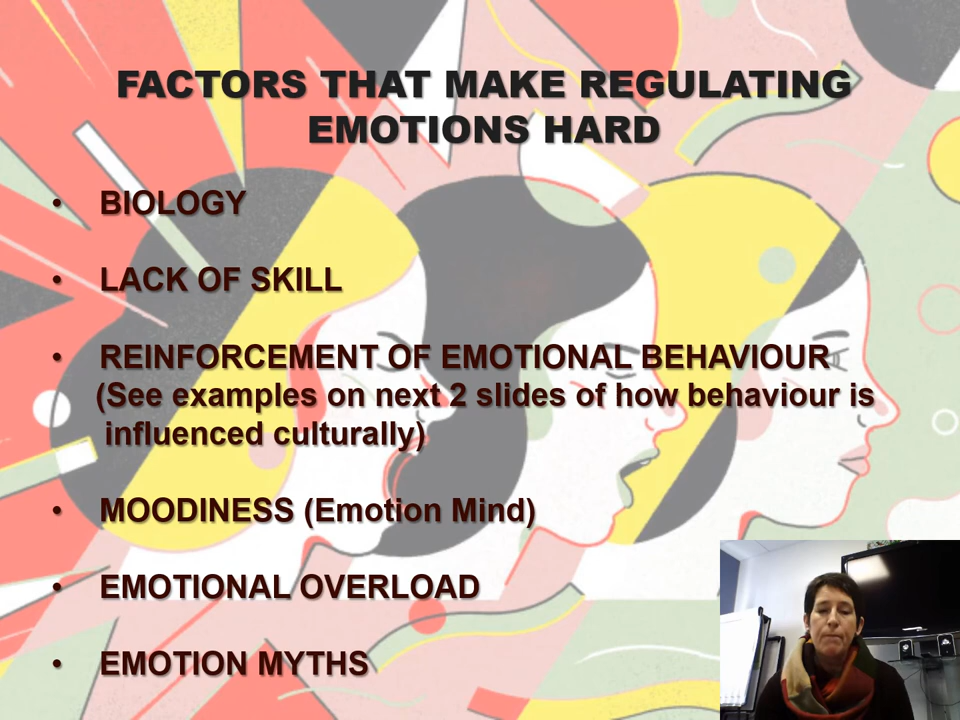 FACTORS THAT MAKE REGULATING
EMOTIONS HARD
• BIOLOGY
• LACK OF SKILL
• REINFORCEMENT OF EMOTIONAL BEHAVIOUR
(See examples on next 2 slides of how behaviour is
influenced culturally)
• MOODINESS (Emotion Mind)
• EMOTIONAL OVERLOAD
• EMOTION MYTHS